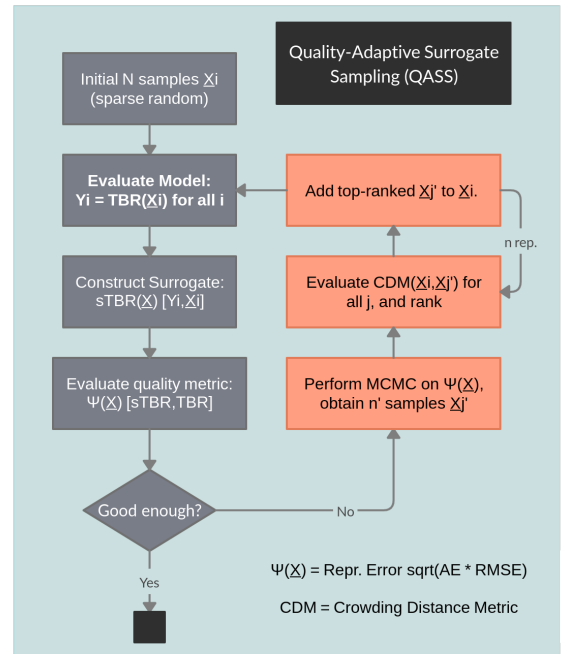 Quality-Adaptive Surrogate
Sampling (QASS)
Initial N samples Xi
(sparse random)
Evaluate Model:
Yi = TBR(Xi) for all i
Construct Surrogate:
sTBR(X) [Yi,Xi]
Evaluate quality metric:
Ψ(X) [sTBR,TBR]
Good enough?
Yes
No
Perform MCMC on Ψ(X),
obtain n' samples Xj'
Evaluate CDM(Xi,Xj') for
all j, and rank
Add top-ranked Xj' to Xi.
n rep.
Ψ(X) = Repr. Error sqrt(AE * RMSE)
CDM = Crowding Distance Metric